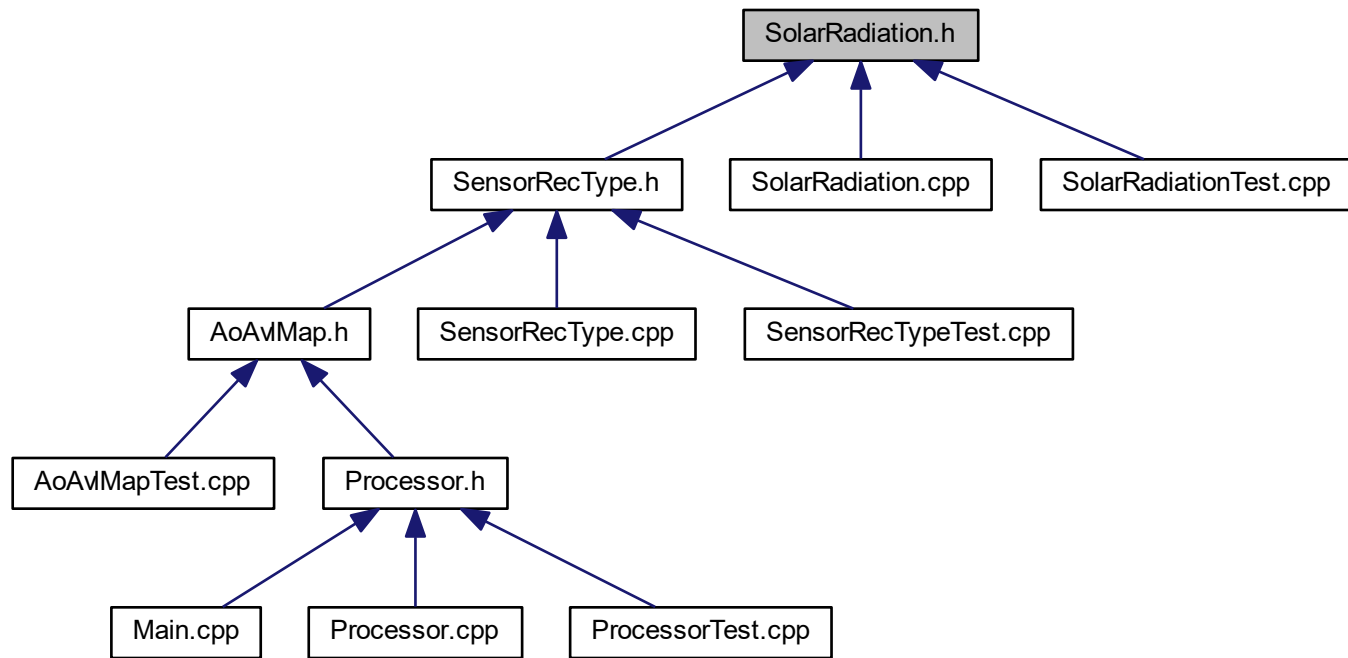 SolarRadiation.h
SensorRecType.h
SolarRadiation.cpp
SolarRadiationTest.cpp
AoAvlMap.h
SensorRecType.cpp
SensorRecTypeTest.cpp
AoAvlMapTest.cpp
Processor.h
Main.cpp
Processor.cpp
ProcessorTest.cpp